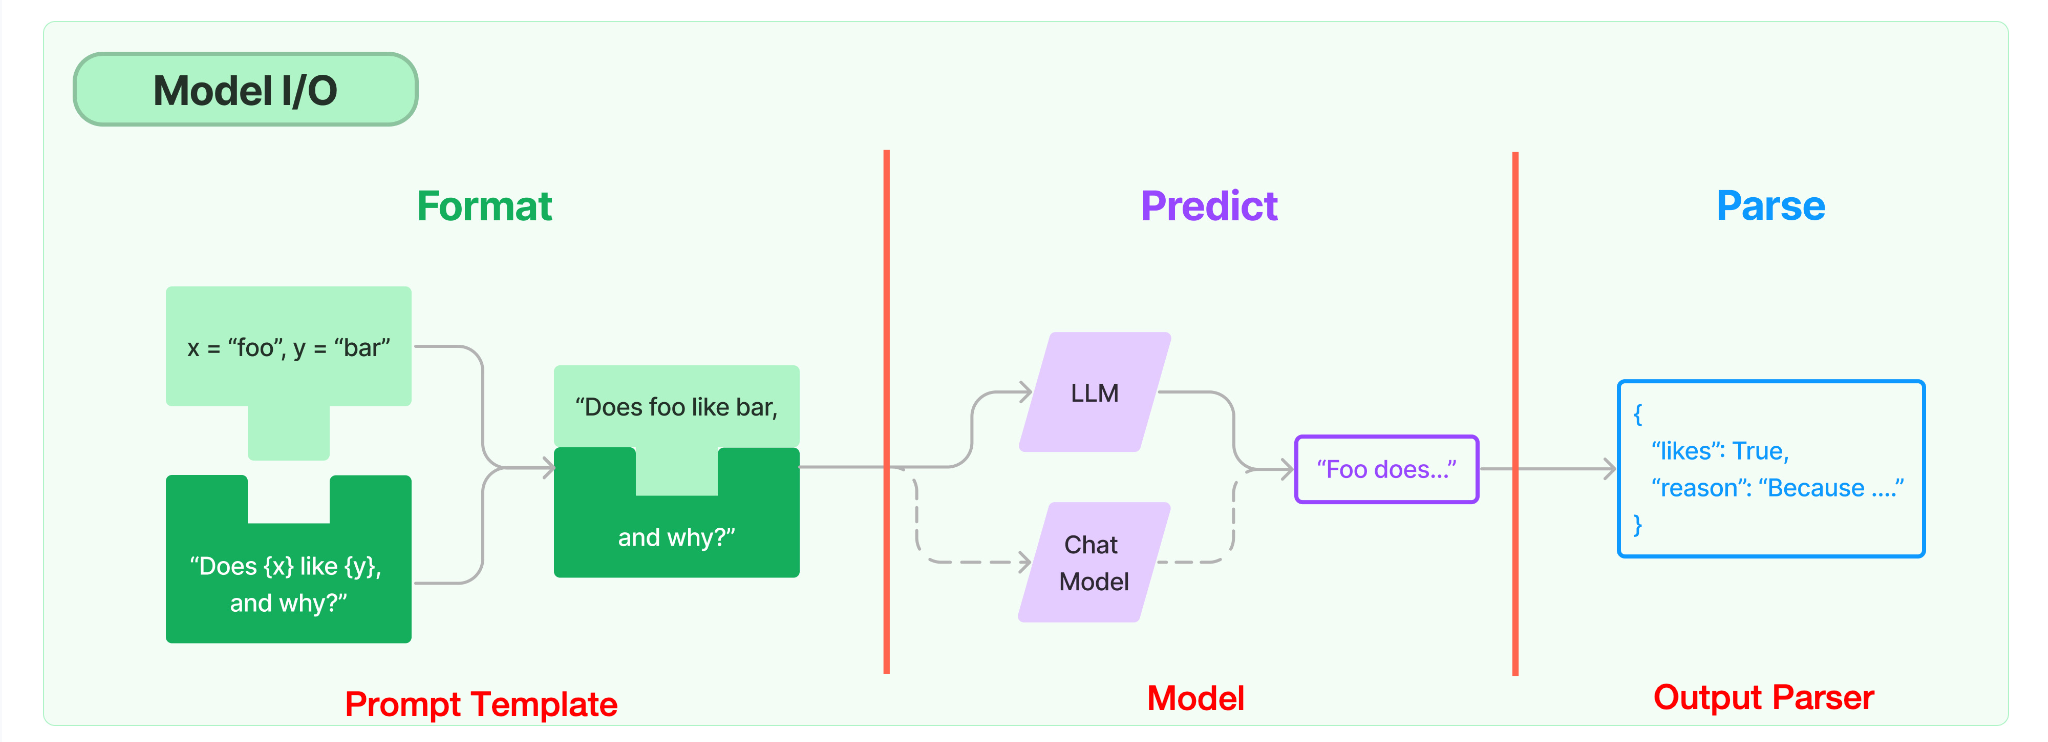 Model I/O
Format
Predict
Parse
x = “foo”, y = “bar”
“Does {x} like {y},
and why?”
“Does foo like bar,
and why?”
LLM
Chat
Model
“Foo does...”
{
“likes”: True,
“reason”: “Because ....”
}
Prompt Template
Model
Output Parser